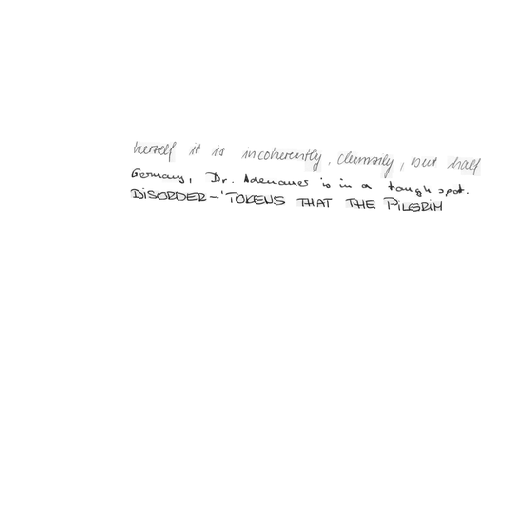 herself it is incoherently, clumsily, but half
Germany, Dr. Adenauer is in a tough spot.
DISORDER-'TOKENS THAT THE PILGRIM